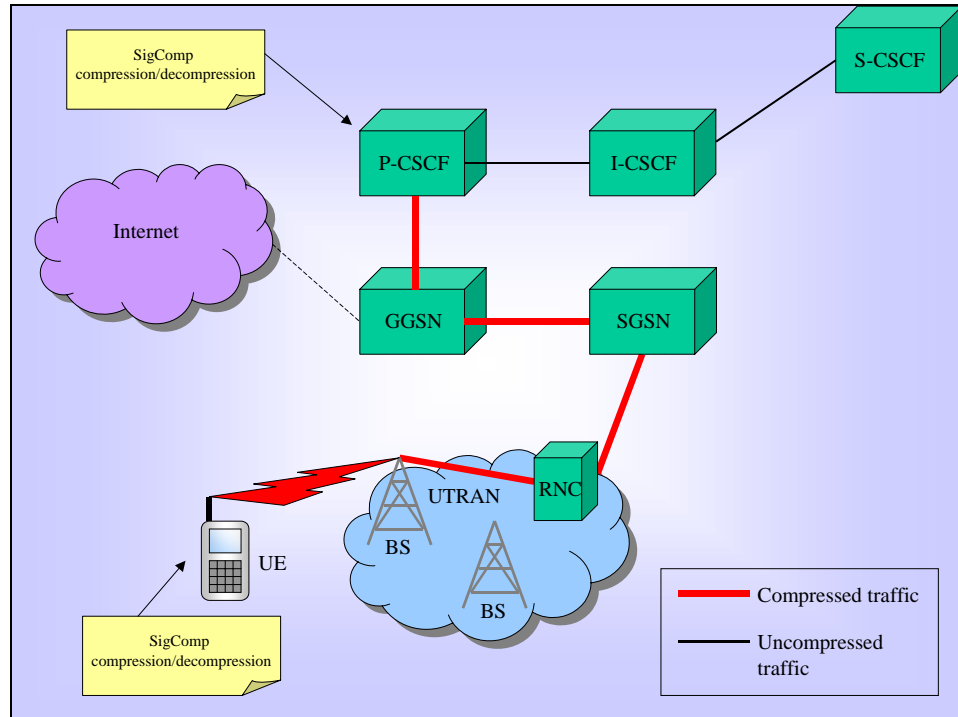 SigComp
compression/decompression
S-CSCF
P-CSCF
I-CSCF
Internet
GGSN
SGSN
RNC
UTRAN
BS
UE
BS
Compressed traffic
Uncompressed
traffic
SigComp
compression/decompression